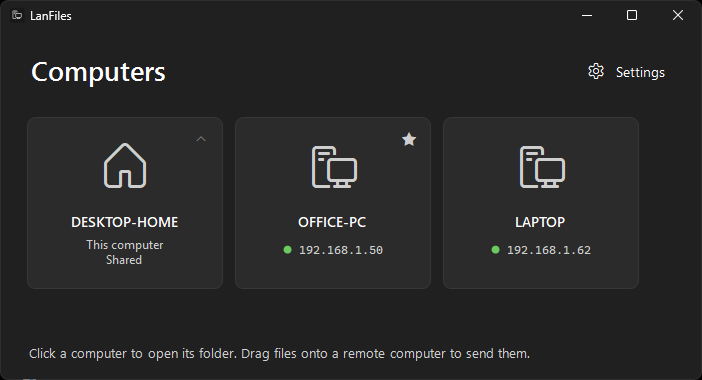 LanFiles
Computers
Settings
DESKTOP-HOME
This computer
Shared
OFFICE-PC
192.168.1.50
LAPTOP
192.168.1.62
Click a computer to open its folder. Drag files onto a remote computer to send them.